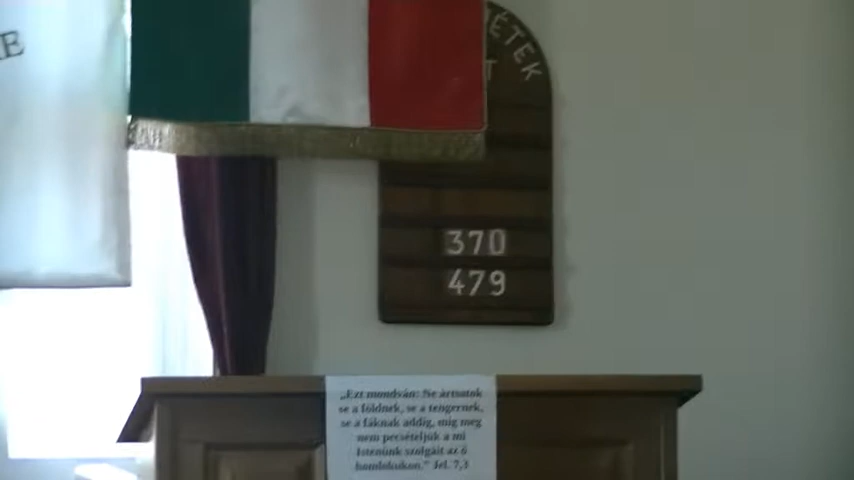 E
ÉTEK
T
370
479
„Ezt mondván: Ne ártsatok
se a földnek, se a tengernek,
se a fáknak addig, míg meg
nem pecsételjük a mi
Istenünk szolgáit az ő
homlokukon." Jel. 7,3